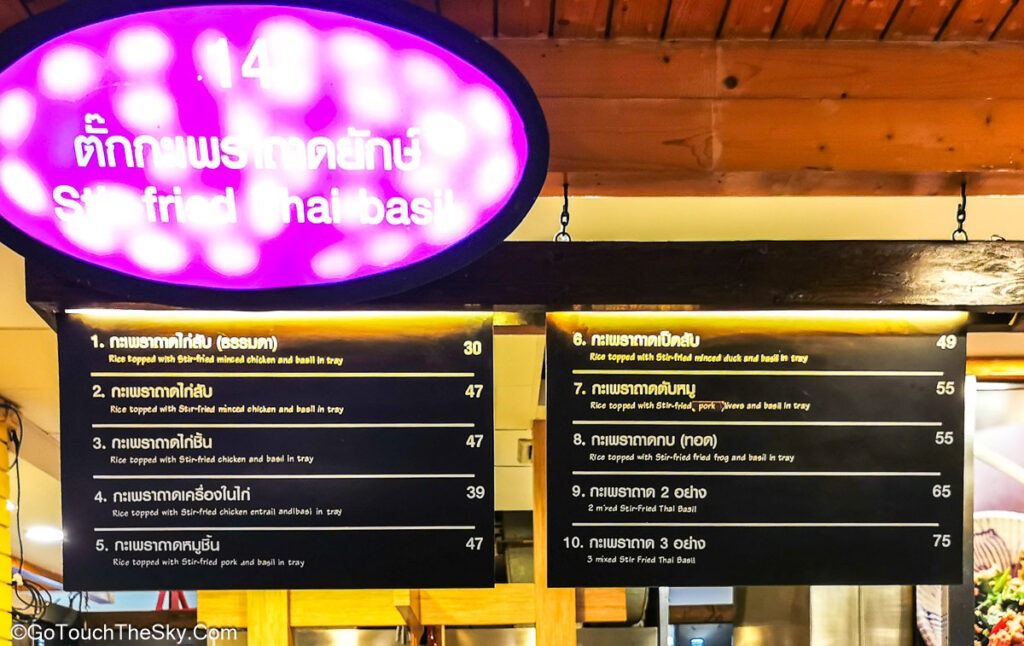 14
ตั๊กกะเพราถาดยักษ์
Stir-fried Thai basil
1. กะเพราถาดไก่สับ (ธรรมดา) 30
Rice topped with Stir-fried minced chicken and basil in tray
2. กะเพราถาดไก่สับ 47
Rice topped with Stir-fried minced chicken and basil in tray
3. กะเพราถาดไก่ชิ้น 47
Rice topped with Stir-fried chicken and basil in tray
4. กะเพราถาดเครื่องในไก่ 39
Rice topped with Stir-fried chicken entrail and basi in tray
5. กะเพราถาดหมูชิ้น 47
Rice topped with Stir-fried pork and basil in tray
6. กะเพราถาดเป็ดสับ 49
Rice topped with Stir-fried minced duck and basil in tray
7. กะเพราถาดตับหมู 55
Rice topped with Stir-fried pork livers and basil in tray
8. กะเพราถาดกบ (ทอด) 55
Rice topped with Stir-fried fried frog and basil in tray
9. กะเพราถาด 2 อย่าง 65
2 mixed Stir-Fried Thai Basil
10. กะเพราถาด 3 อย่าง 75
3 mixed Stir Fried Thai Basil
©GoTouchTheSky.Com